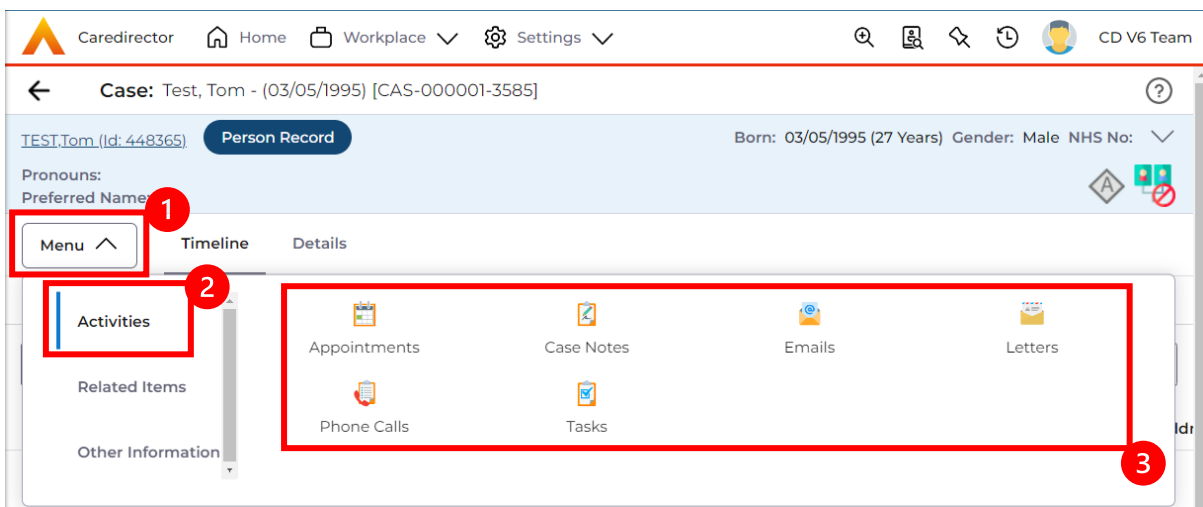 Caredirector Home Workplace Settings CD V6 Team
Case: Test, Tom - (03/05/1995) [CAS-000001-3585] ?
TEST,Tom (Id: 448365) Person Record Born: 03/05/1995 (27 Years) Gender: Male NHS No:
Pronouns:
Preferred Name: A
1
Menu Timeline Details
2
Activities
Appointments Case Notes Emails Letters
Related Items
Phone Calls Tasks
Other Information
3